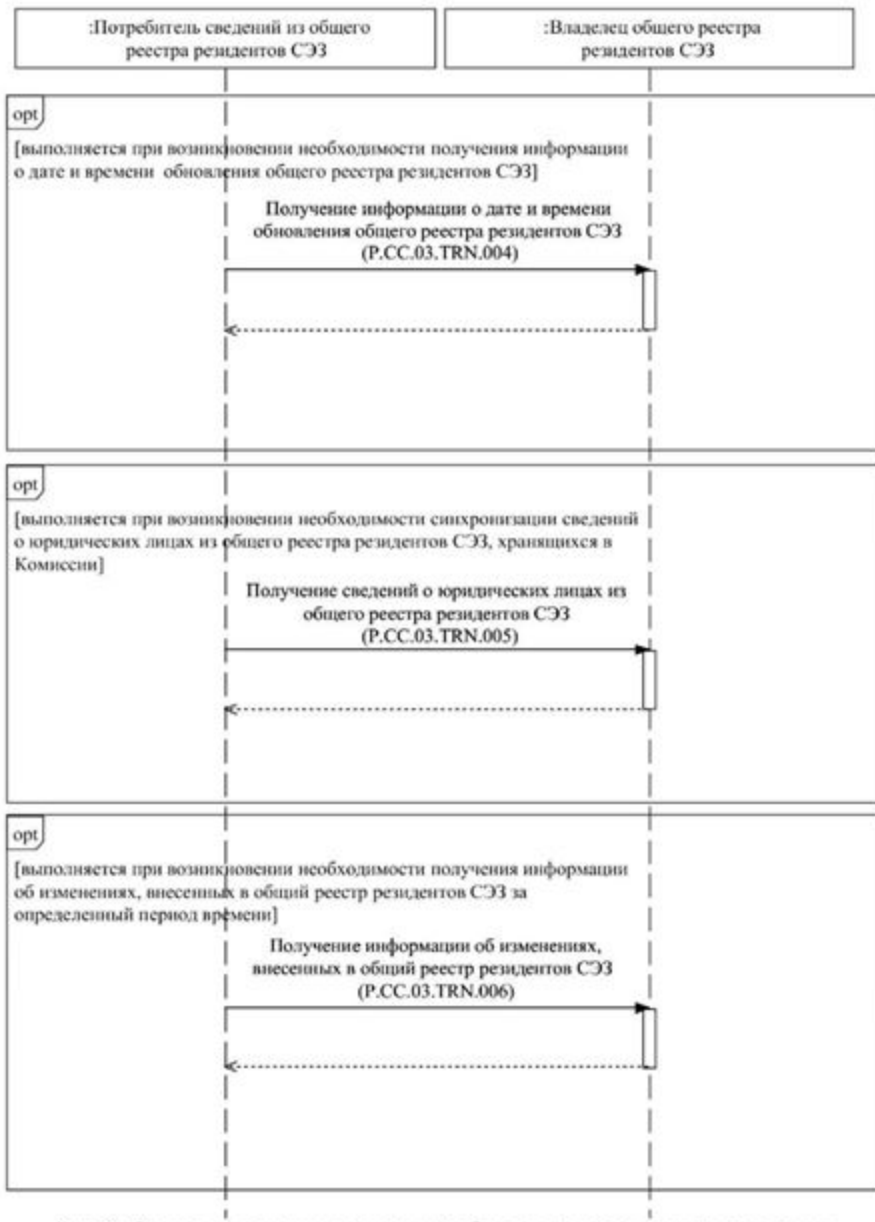 :Потребитель сведений из общего
реестра резидентов СЭЗ
:Владелец общего реестра
резидентов СЭЗ
opt
[выполняется при возникновении необходимости получения информации
о дате и времени обновления общего реестра резидентов СЭЗ]
Получение информации о дате и времени
обновления общего реестра резидентов СЭЗ
(P.CC.03.TRN.004)
opt
[выполняется при возникновении необходимости синхронизации сведений
о юридических лицах из общего реестра резидентов СЭЗ, хранящихся в
Комиссии]
Получение сведений о юридических лицах из
общего реестра резидентов СЭЗ
(P.CC.03.TRN.005)
opt
[выполняется при возникновении необходимости получения информации
об изменениях, внесенных в общий реестр резидентов СЭЗ за
определенный период времени]
Получение информации об изменениях,
внесенных в общий реестр резидентов СЭЗ
(P.CC.03.TRN.006)